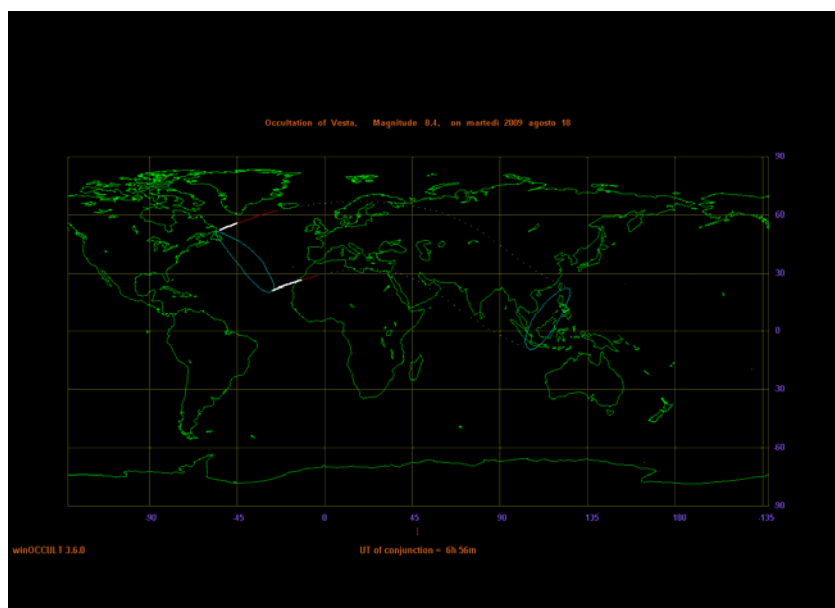 Occultation of Vesta, Magnitude 8.4, on martedì 2009 agosto 18
90
60
30
0
-30
-60
-90
-90 -45 0 45 90 135 180 -135
winOCCULT 3.6.0 UT of conjunction = 6h 56m